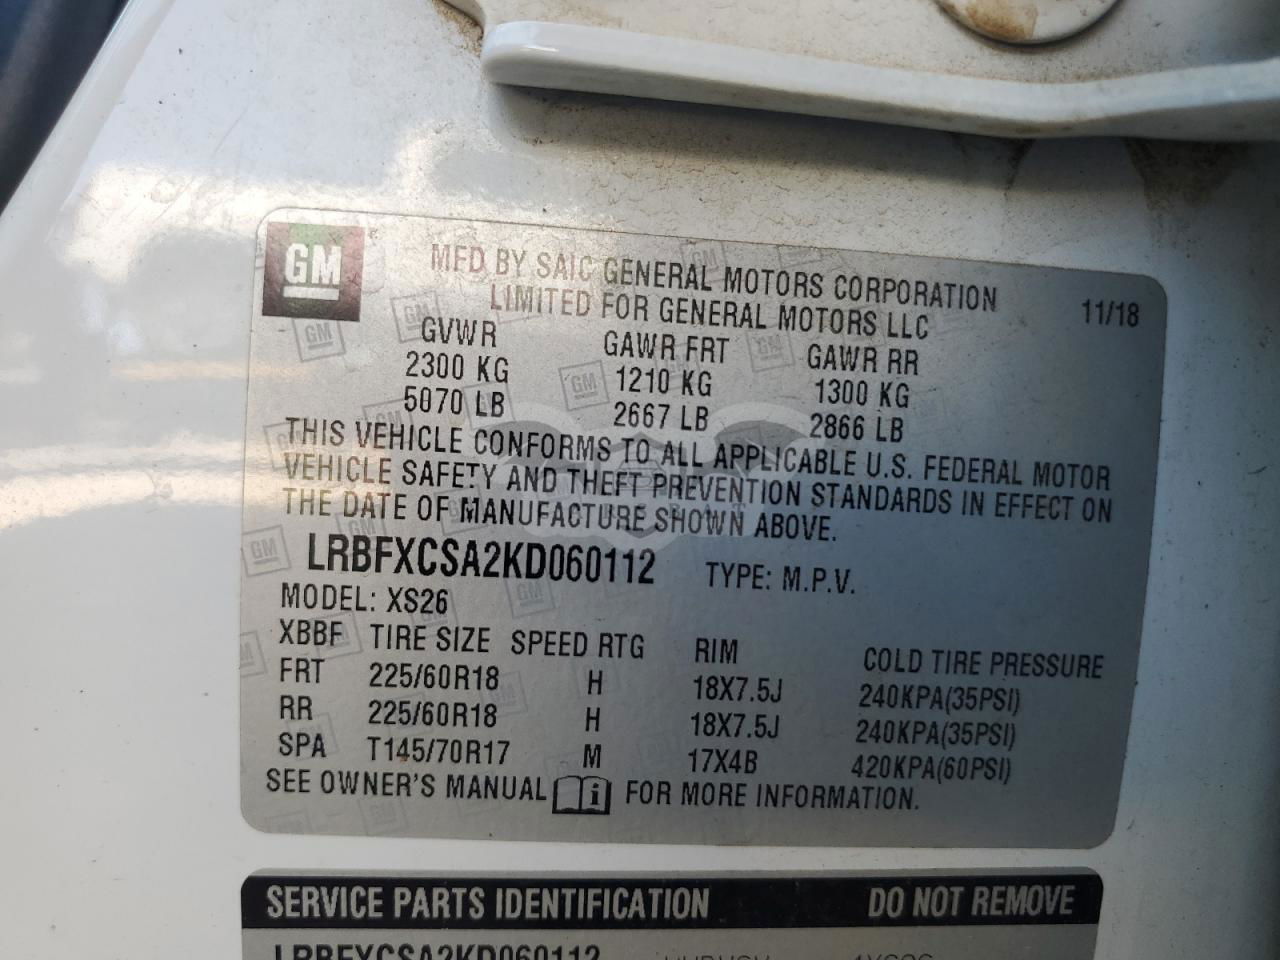 GM
MFD BY SAIC GENERAL MOTORS CORPORATION 11/18
LIMITED FOR GENERAL MOTORS LLC
GVWR GAWR FRT GAWR RR
2300 KG 1210 KG 1300 KG
5070 LB 2667 LB 2866 LB
THIS VEHICLE CONFORMS TO ALL APPLICABLE U.S. FEDERAL MOTOR
VEHICLE SAFETY AND THEFT PREVENTION STANDARDS IN EFFECT ON
THE DATE OF MANUFACTURE SHOWN ABOVE.
LRBFXCSA2KD060112 TYPE: M.P.V.
MODEL: XS26
XBBF TIRE SIZE SPEED RTG RIM COLD TIRE PRESSURE
FRT 225/60R18 H 18X7.5J 240KPA(35PSI)
RR 225/60R18 H 18X7.5J 240KPA(35PSI)
SPA T145/70R17 M 17X4B 420KPA(60PSI)
SEE OWNER'S MANUAL i FOR MORE INFORMATION.
SERVICE PARTS IDENTIFICATION DO NOT REMOVE
LRBFXCSA2KD060112